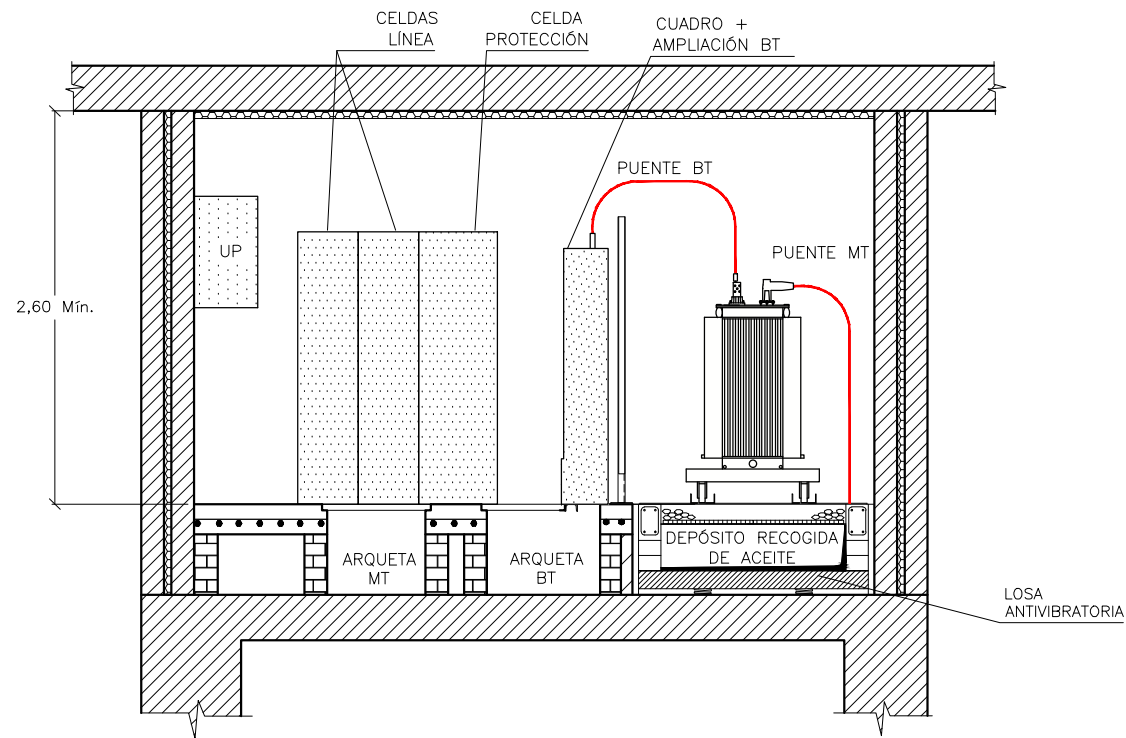 CELDAS
LÍNEA
CELDA
PROTECCIÓN
CUADRO +
AMPLIACIÓN BT
PUENTE BT
UP
PUENTE MT
2,60 Mín.
ARQUETA
MT
ARQUETA
BT
DEPÓSITO RECOGIDA
DE ACEITE
LOSA
ANTIVIBRATORIA